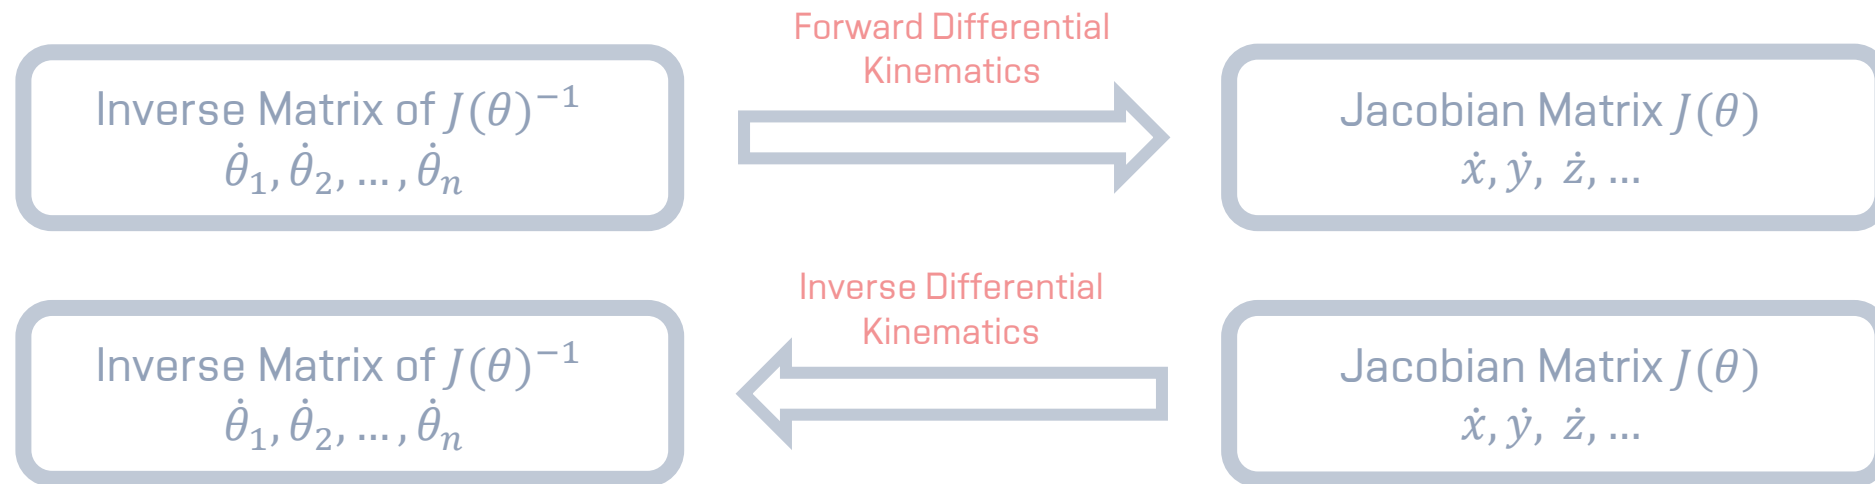 Forward Differential
Kinematics
Inverse Matrix of J(θ)⁻¹
θ̇₁, θ̇₂, ... , θ̇ₙ
Jacobian Matrix J(θ)
ẋ, ẏ, ż, ...
Inverse Differential
Kinematics
Inverse Matrix of J(θ)⁻¹
θ̇₁, θ̇₂, ... , θ̇ₙ
Jacobian Matrix J(θ)
ẋ, ẏ, ż, ...